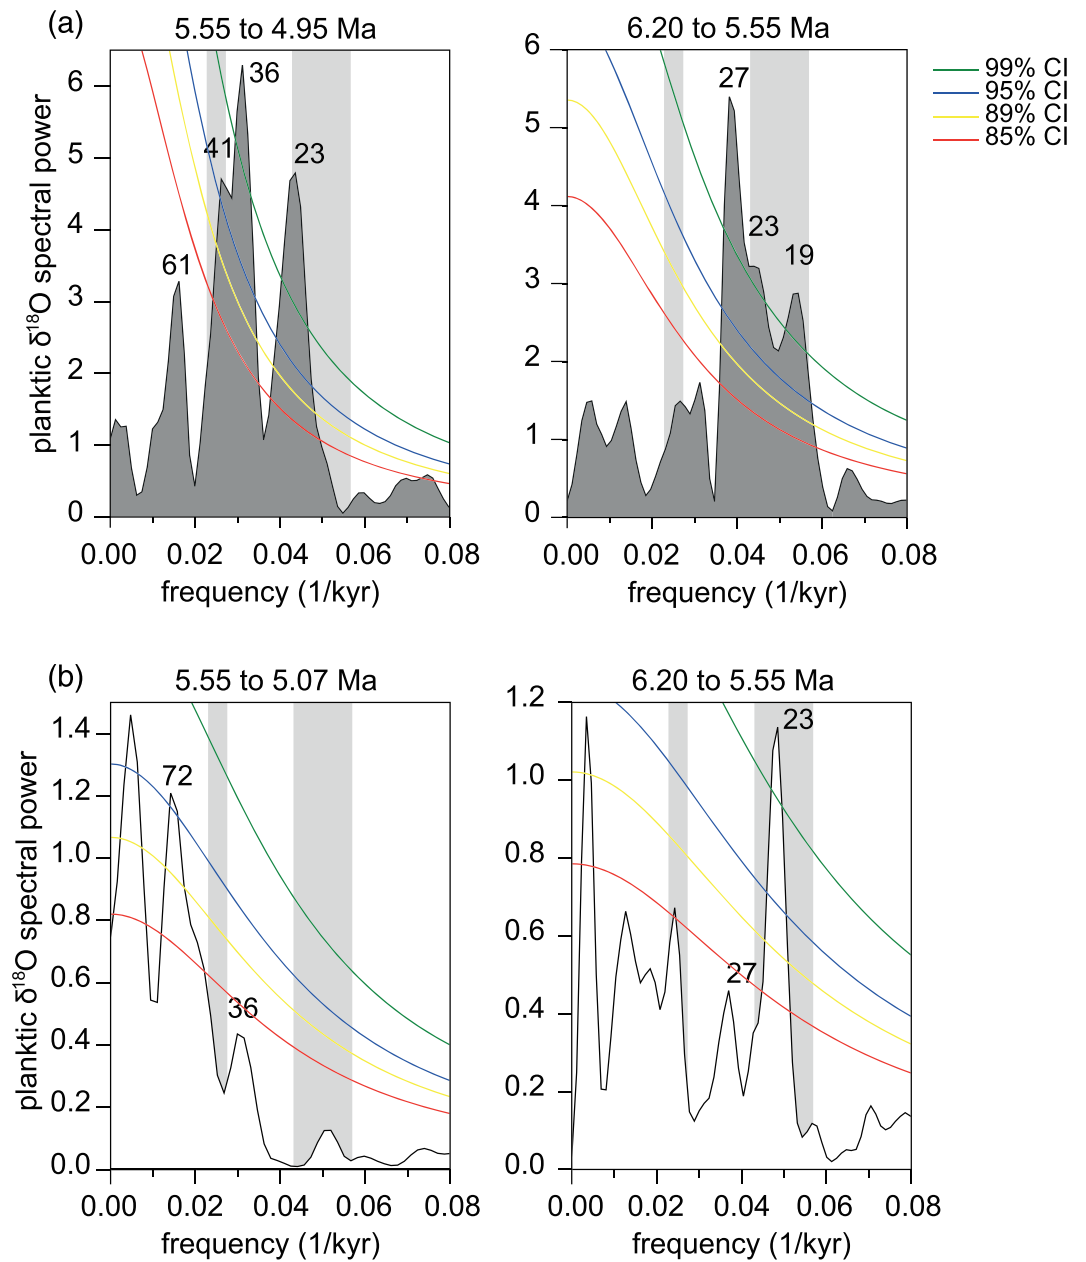 (a)
5.55 to 4.95 Ma
6.20 to 5.55 Ma
99% CI
95% CI
89% CI
85% CI
planktic δ¹⁸O spectral power
6
5
4
3
2
1
0
61
41
36
23
0.00 0.02 0.04 0.06 0.08
frequency (1/kyr)
6
5
4
3
2
1
0
27
23
19
0.00 0.02 0.04 0.06 0.08
frequency (1/kyr)
(b)
5.55 to 5.07 Ma
6.20 to 5.55 Ma
planktic δ¹⁸O spectral power
1.4
1.2
1.0
0.8
0.6
0.4
0.2
0.0
72
36
0.00 0.02 0.04 0.06 0.08
frequency (1/kyr)
1.2
1.0
0.8
0.6
0.4
0.2
0.0
23
27
0.00 0.02 0.04 0.06 0.08
frequency (1/kyr)